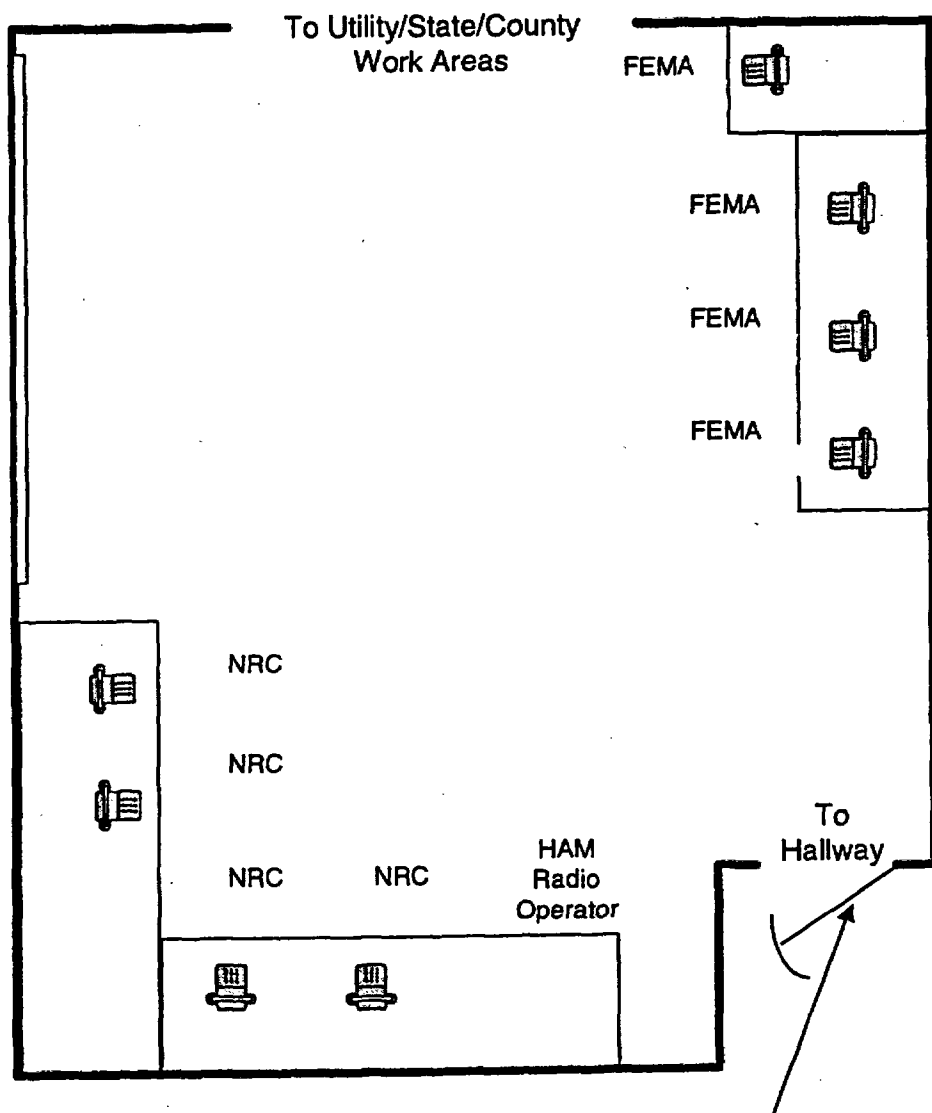 To Utility/State/County
Work Areas
FEMA
FEMA
FEMA
FEMA
NRC
NRC
NRC
NRC
HAM
Radio
Operator
To
Hallway